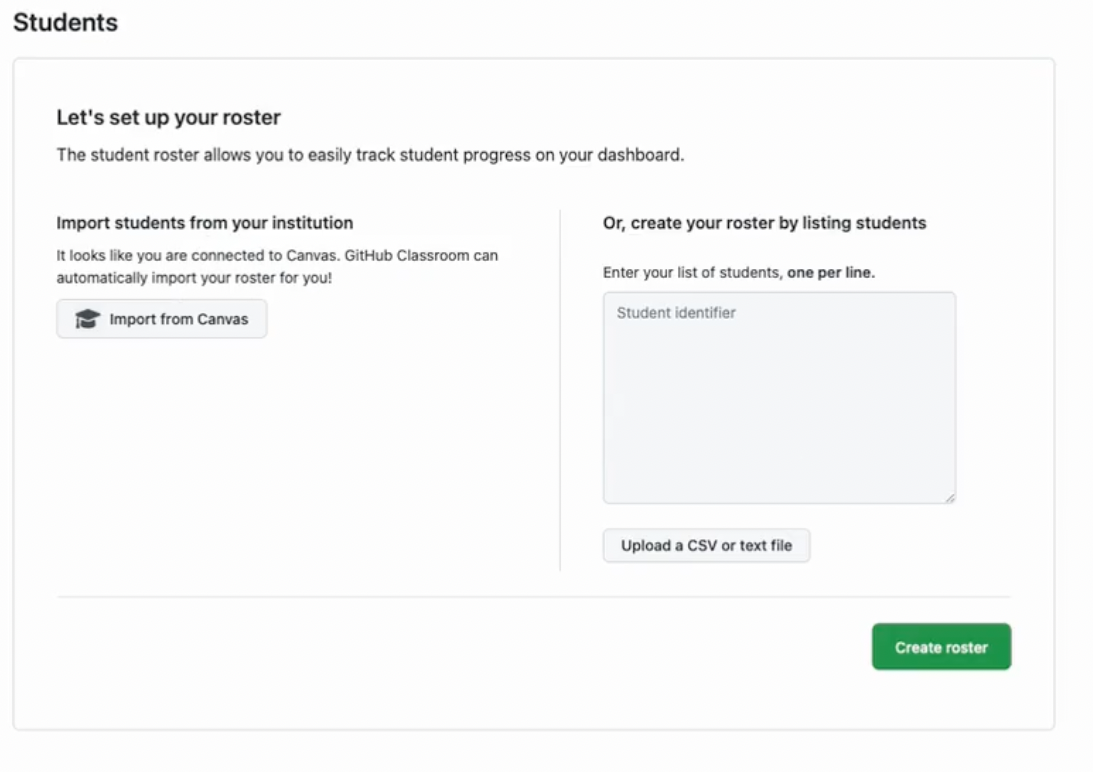 Students
Let's set up your roster
The student roster allows you to easily track student progress on your dashboard.
Import students from your institution
It looks like you are connected to Canvas. GitHub Classroom can
automatically import your roster for you!
Import from Canvas
Or, create your roster by listing students
Enter your list of students, one per line.
Student identifier
Upload a CSV or text file
Create roster